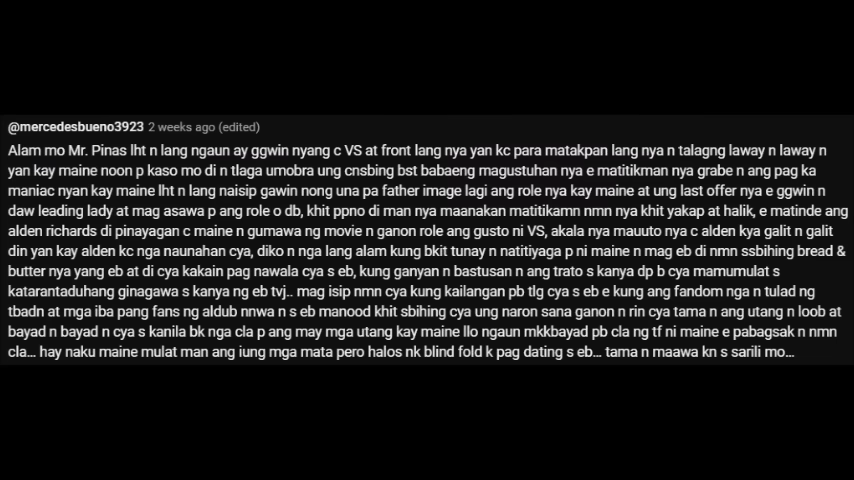 @mercedesbueno3923 2 weeks ago (edited)
Alam mo Mr. Pinas lht n lang ngaun ay ggwin nyang c VS at front lang nya yan kc para matakpan lang nya n talagng laway n laway n
yan kay maine noon p kaso mo di n tlaga umobra ung cnsbing bst babaeng magustuhan nya e matitikman nya grabe n ang pag ka
maniac nyan kay maine lht n lang naisip gawin nong una pa father image lagi ang role nya kay maine at ung last offer nya e ggwin n
daw leading lady at mag asawa p ang role o db, khit ppno di man nya maanakan matitikamn nmn nya khit yakap at halik, e matinde ang
alden richards di pinayagan c maine n gumawa ng movie n ganon role ang gusto ni VS, akala nya mauuto nya c alden kya galit n galit
din yan kay alden kc nga naunahan cya, diko n nga lang alam kung bkit tunay n natitiyaga p ni maine n mag eb di nmn ssbihing bread &
butter nya yang eb at di cya kakain pag nawala cya s eb, kung ganyan n bastusan n ang trato s kanya dp b cya mamumulat s
katarantaduhang ginagawa s kanya ng eb tvj.. mag isip nmn cya kung kailangan pb tlg cya s eb e kung ang fandom nga n tulad ng
tbadn at mga iba pang fans ng aldub nnwa n s eb manood khit sbihing cya ung naron sana ganon n rin cya tama n ang utang n loob at
bayad n bayad n cya s kanila bk nga cla p ang may mga utang kay maine llo ngaun mkkbayad pb cla ng tf ni maine e pabagsak n nmn
cla... hay naku maine mulat man ang iung mga mata pero halos nk blind fold k pag dating s eb... tama n maawa kn s sarili mo...